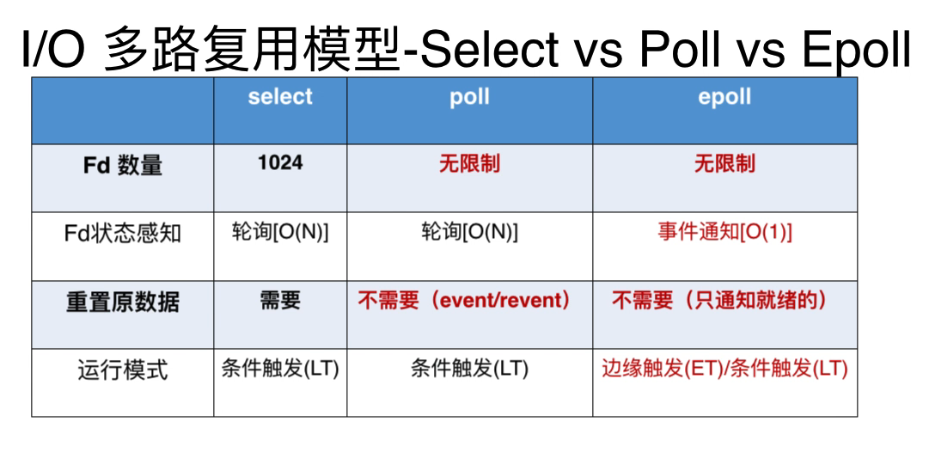 I/O 多路复用模型-Select vs Poll vs Epoll
select poll epoll
Fd 数量 1024 无限制 无限制
Fd状态感知 轮询[O(N)] 轮询[O(N)] 事件通知[O(1)]
重置原数据 需要 不需要（event/revent） 不需要（只通知就绪的）
运行模式 条件触发(LT) 条件触发(LT) 边缘触发(ET)/条件触发(LT)